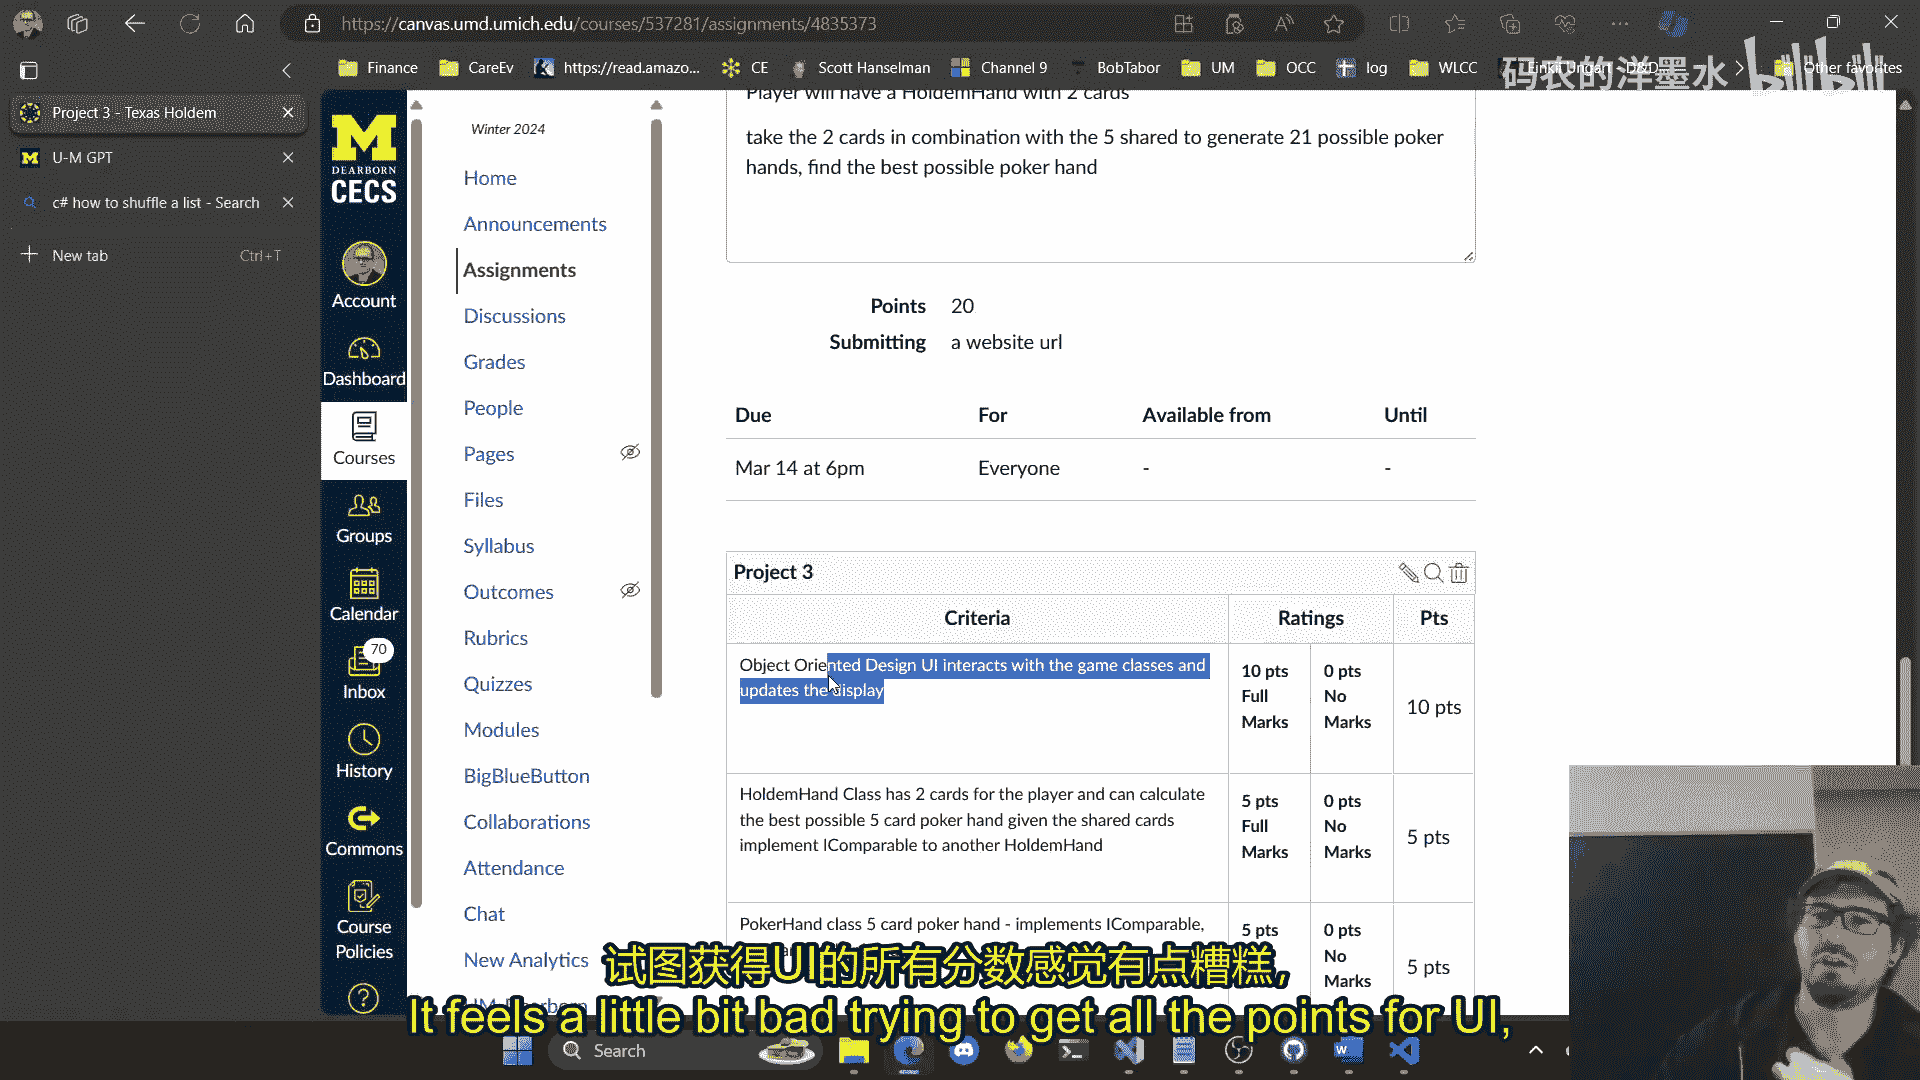 https://canvas.umd.umich.edu/courses/537281/assignments/4835373
Finance
CareEv
https://read.amazo...
CE
Scott Hanselman
Channel 9
BobTabor
UM
OCC
log
WLCC
Other favorites
码农的洋墨水
bilibili
Project 3 - Texas Holdem
U-M GPT
c# how to shuffle a list - Search
New tab
Ctrl+T
M
DEARBORN
CECS
Account
Dashboard
Courses
Groups
Calendar
70
Inbox
History
Commons
Course
Policies
Winter 2024
Home
Announcements
Assignments
Discussions
Grades
People
Pages
Files
Syllabus
Outcomes
Rubrics
Quizzes
Modules
BigBlueButton
Collaborations
Attendance
Chat
New Analytics
UM-Dearborn
Player will have a HoldemHand with 2 cards
take the 2 cards in combination with the 5 shared to generate 21 possible poker
hands, find the best possible poker hand
Points 20
Submitting a website url
Due For Available from Until
Mar 14 at 6pm Everyone - -
Project 3
Criteria Ratings Pts
Object Oriented Design UI interacts with the game classes and
updates the display
10 pts
Full
Marks
0 pts
No
Marks
10 pts
HoldemHand Class has 2 cards for the player and can calculate
the best possible 5 card poker hand given the shared cards
implement IComparable to another HoldemHand
5 pts
Full
Marks
0 pts
No
Marks
5 pts
PokerHand class 5 card poker hand - implements IComparable,
5 pts
0 pts
No
Marks
5 pts
试图获得UI的所有分数感觉有点糟糕,
It feels a little bit bad trying to get all the points for UI,
Search